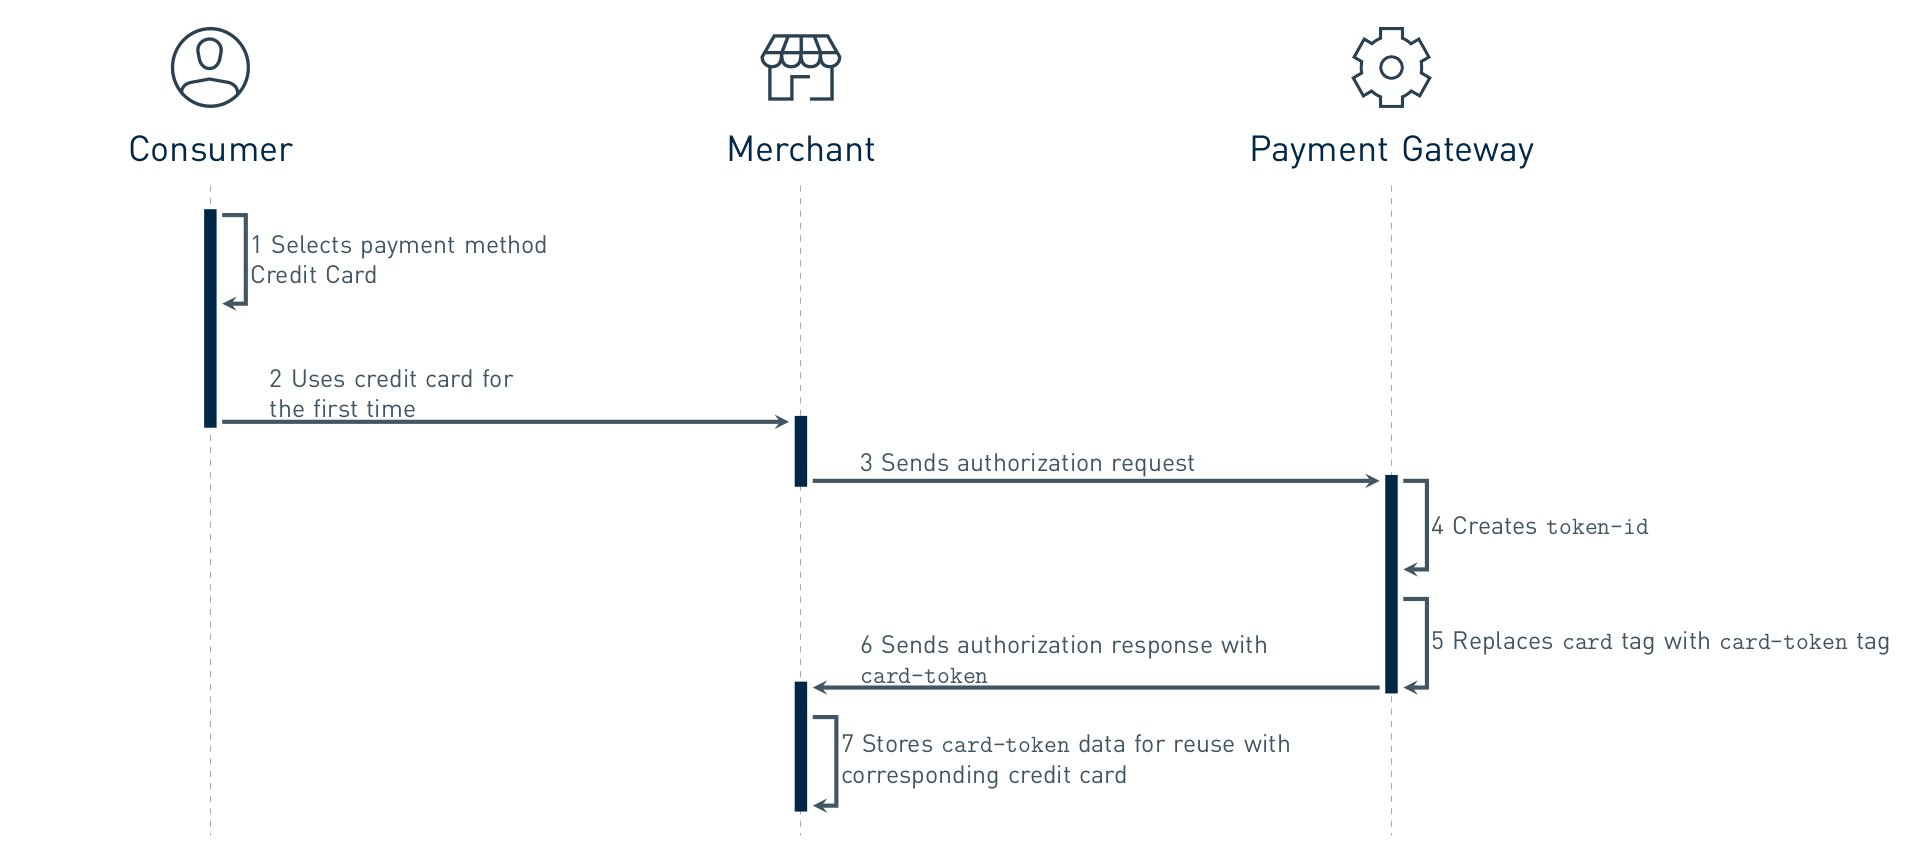 Consumer
Merchant
Payment Gateway
1 Selects payment method
Credit Card
2 Uses credit card for
the first time
3 Sends authorization request
4 Creates token-id
5 Replaces card tag with card-token tag
6 Sends authorization response with
card-token
7 Stores card-token data for reuse with
corresponding credit card